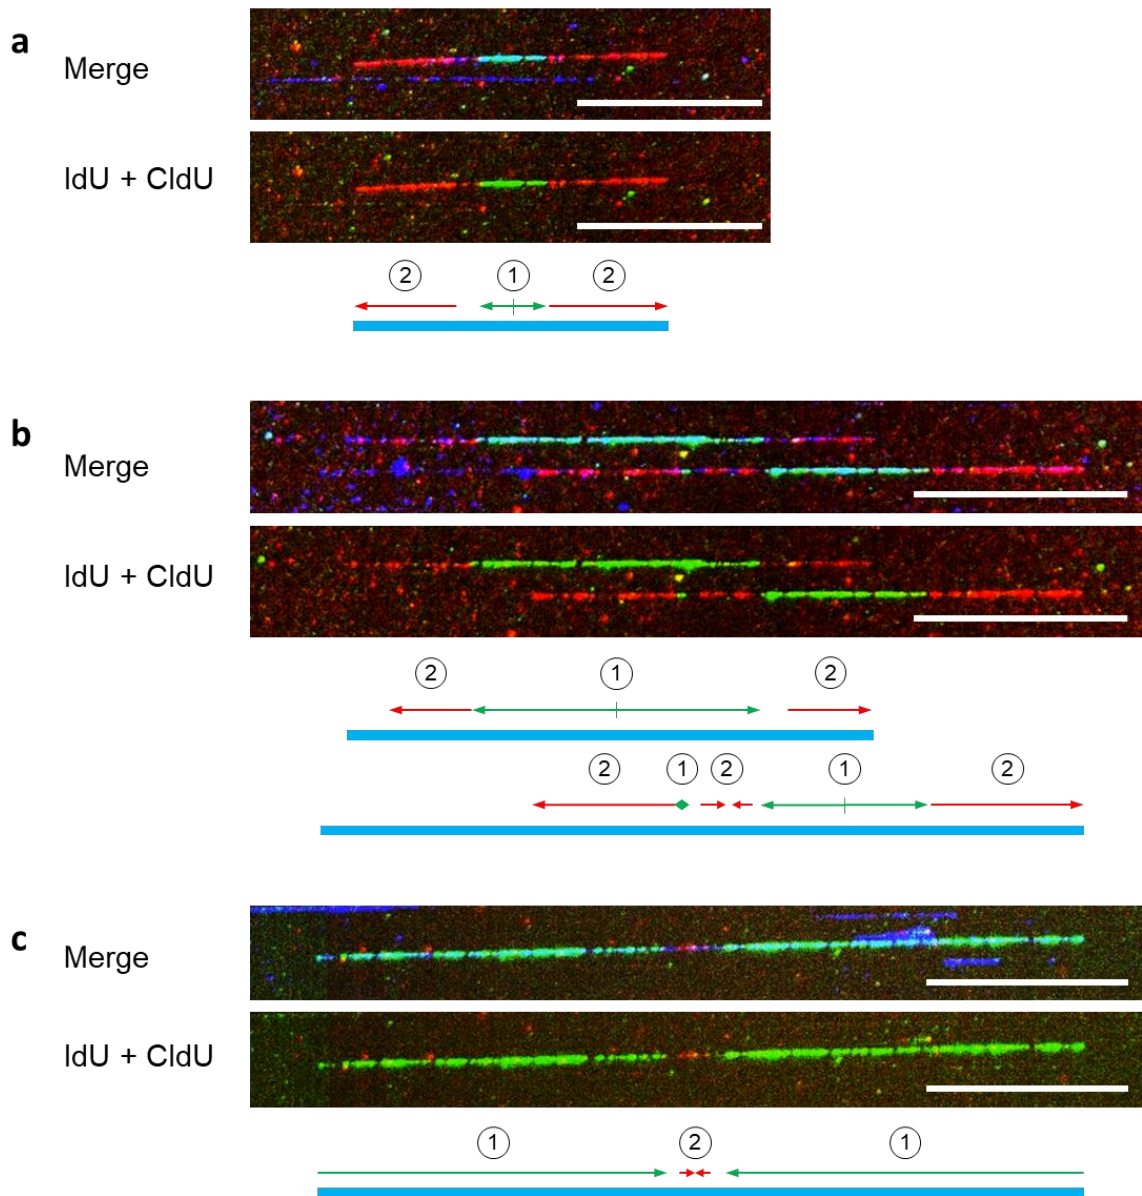 a
Merge
IdU + CldU
2 1 2
b
Merge
IdU + CldU
2 1 2
2 1 2 1 2
c
Merge
IdU + CldU
1 2 1